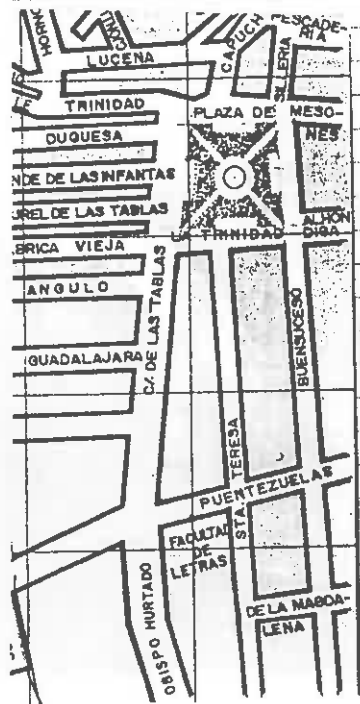 HORNO
CAPUCH
PESCADE-
RIA
SILLERIA
LUCENA
TRINIDAD
PLAZA DE MESO-
NES
DUQUESA
NDE DE LAS INFANTAS
UREL DE LAS TABLAS
LA TRINIDAD
ALHON
DIGA
BRICA VIEJA
ANGULO
C/. DE LAS TABLAS
BUENSUCESO
GUADALAJARA
STA TERESA
PUENTEZUELAS
FACULTAD
DE
LETRAS
OBISPO HURTADO
DE LA MAGDA-
LENA